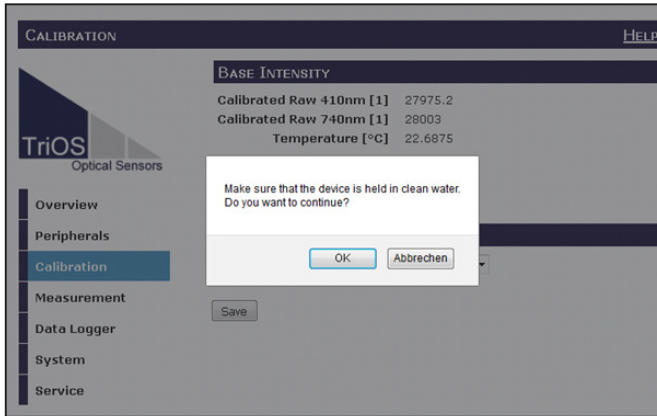 CALIBRATION
HELP
TriOS
Optical Sensors
BASE INTENSITY
Calibrated Raw 410nm [1] 27975.2
Calibrated Raw 740nm [1] 28003
Temperature [°C] 22.6875
Make sure that the device is held in clean water.
Do you want to continue?
OK Abbrechen
Overview
Peripherals
Calibration
Measurement
Data Logger
System
Service
Save